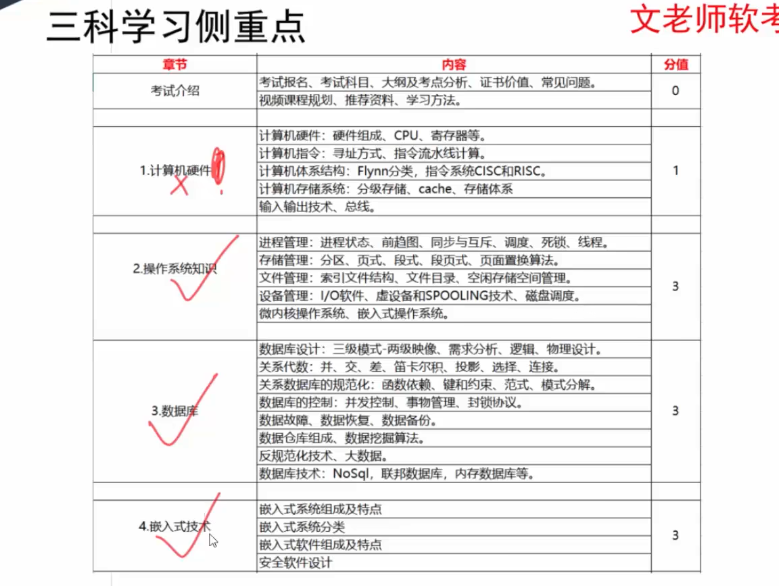 三科学习侧重点
文老师软考
章节 内容 分值
考试介绍
考试报名、考试科目、大纲及考点分析、证书价值、常见问题。
视频课程规划、推荐资料、学习方法。
0
1.计算机硬件
计算机硬件：硬件组成、CPU、寄存器等。
计算机指令：寻址方式、指令流水线计算。
计算机体系结构：Flynn分类，指令系统CISC和RISC。
计算机存储系统：分级存储、cache、存储体系
输入输出技术、总线。
1
2.操作系统知识
进程管理：进程状态、前趋图、同步与互斥、调度、死锁、线程。
存储管理：分区、页式、段式、段页式、页面置换算法。
文件管理：索引文件结构、文件目录、空闲存储空间管理。
设备管理：I/O软件、虚设备和SPOOLING技术、磁盘调度。
微内核操作系统、嵌入式操作系统。
3
3.数据库
数据库设计：三级模式-两级映像、需求分析、逻辑、物理设计。
关系代数：并、交、差、笛卡尔积、投影、选择、连接。
关系数据库的规范化：函数依赖、键和约束、范式、模式分解。
数据库的控制：并发控制、事物管理、封锁协议。
数据故障、数据恢复、数据备份。
数据仓库组成、数据挖掘算法。
反规范化技术、大数据。
数据库技术：NoSql，联邦数据库，内存数据库等。
3
4.嵌入式技术
嵌入式系统组成及特点
嵌入式系统分类
嵌入式软件组成及特点
安全软件设计
3